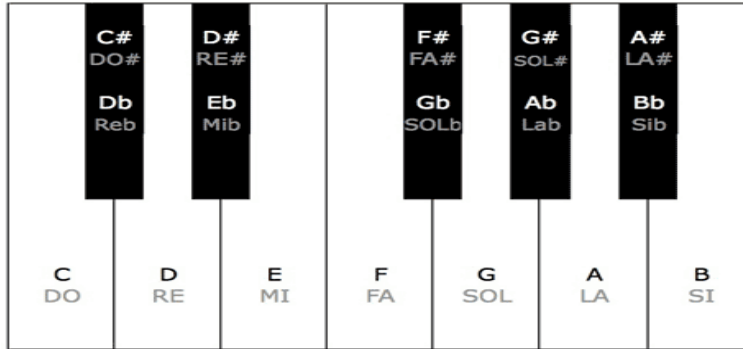 C# D# F# G# A#
DO# RE# FA# SOL# LA#
Db Eb Gb Ab Bb
Reb Mib SOLb Lab Sib
C D E F G A B
DO RE MI FA SOL LA SI